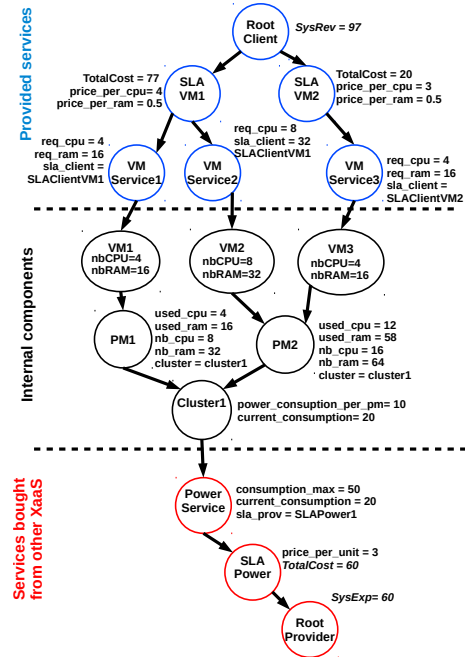 Provided services
Root
Client
SysRev = 97
TotalCost = 77
price_per_cpu= 4
price_per_ram = 0.5
SLA
VM1
SLA
VM2
TotalCost = 20
price_per_cpu = 3
price_per_ram = 0.5
req_cpu = 4
req_ram = 16
sla_client =
SLAClientVM1
VM
Service1
req_cpu = 8
sla_client = 32
SLAClientVM1
VM
Service2
VM
Service3
req_cpu = 4
req_ram = 16
sla_client =
SLAClientVM2
Internal components
VM1
nbCPU=4
nbRAM=16
VM2
nbCPU=8
nbRAM=32
VM3
nbCPU=4
nbRAM=16
PM1
used_cpu = 4
used_ram = 16
nb_cpu = 8
nb_ram = 32
cluster = cluster1
PM2
used_cpu = 12
used_ram = 58
nb_cpu = 16
nb_ram = 64
cluster = cluster1
Cluster1
power_consuption_per_pm= 10
current_consumption= 20
Services bought
from other XaaS
Power
Service
consumption_max = 50
current_consumption = 20
sla_prov = SLAPower1
SLA
Power
price_per_unit = 3
TotalCost = 60
Root
Provider
SysExp= 60